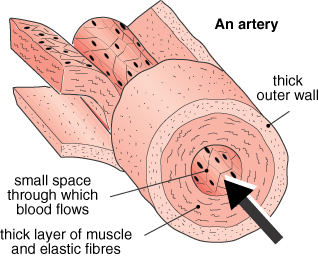 An artery
thick
outer wall
small space
through which
blood flows
thick layer of muscle
and elastic fibres